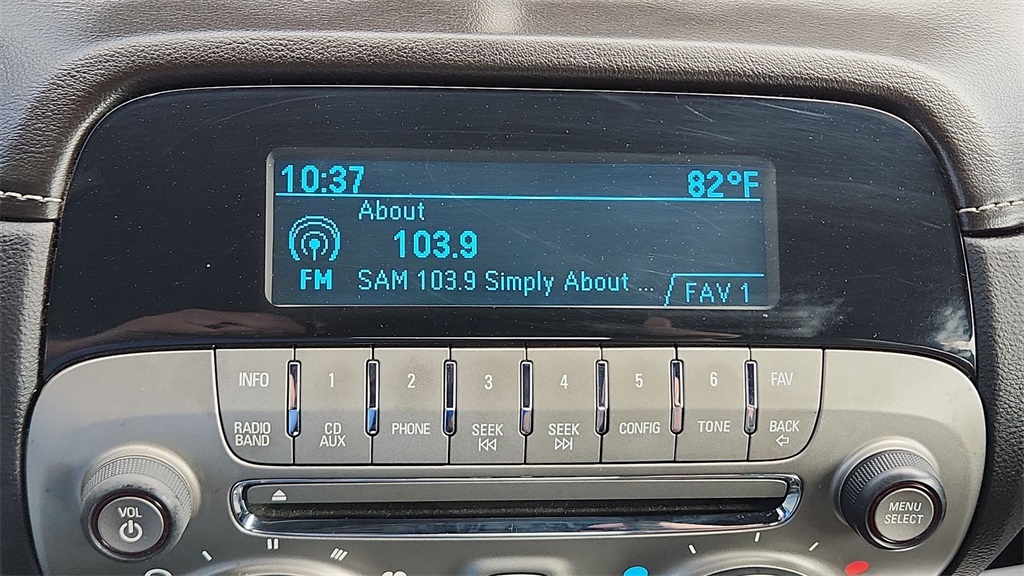 10:37 82°F
About
103.9
FM SAM 103.9 Simply About ... FAV 1
INFO 1 2 3 4 5 6 FAV
RADIO BAND CD AUX PHONE SEEK SEEK CONFIG TONE BACK
VOL
MENU SELECT